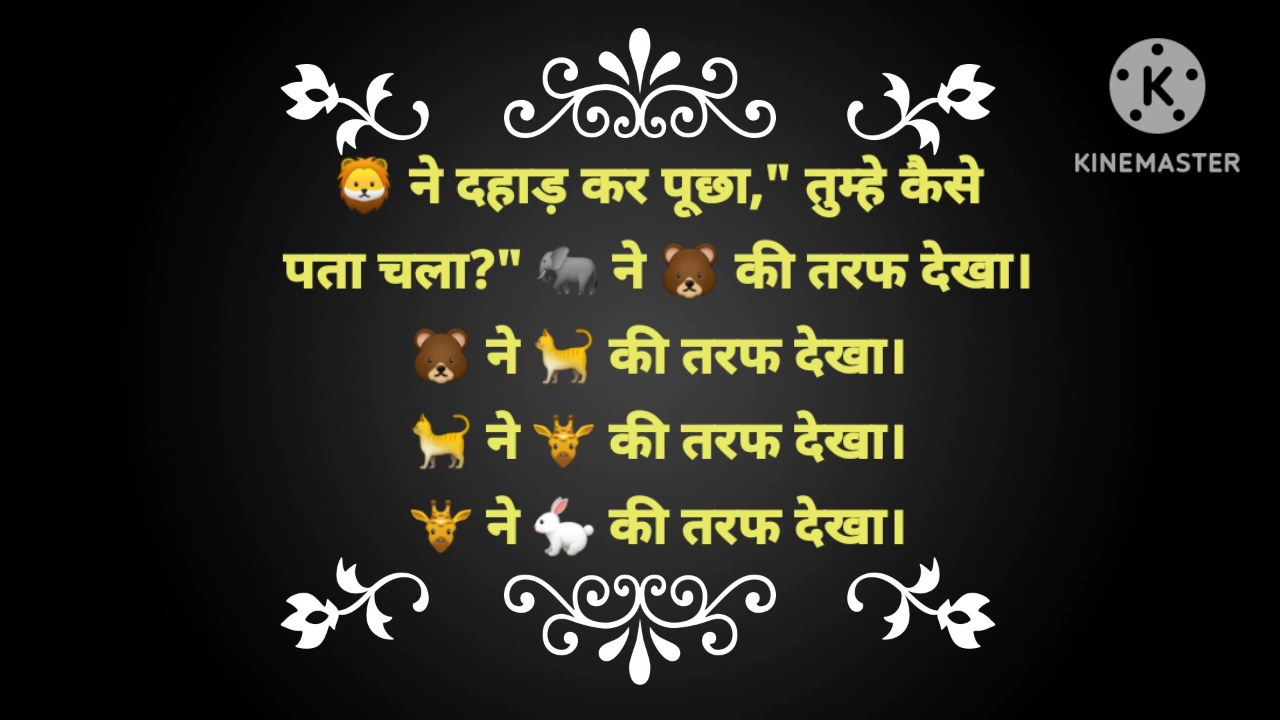 🦁 ने दहाड़ कर पूछा," तुम्हे कैसे
पता चला?" 🐘 ने 🐻 की तरफ देखा।
🐻 ने 🐈 की तरफ देखा।
🐈 ने 🦒 की तरफ देखा।
🦒 ने 🐇 की तरफ देखा।
K
KINEMASTER